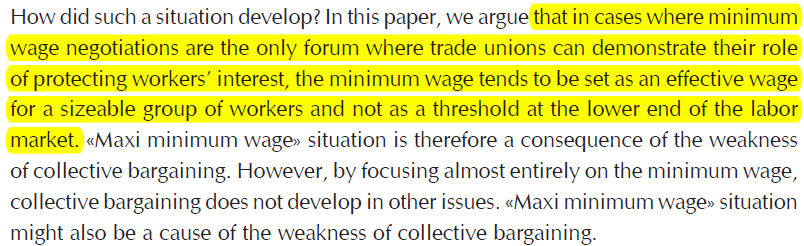 How did such a situation develop? In this paper, we argue that in cases where minimum
wage negotiations are the only forum where trade unions can demonstrate their role
of protecting workers’ interest, the minimum wage tends to be set as an effective wage
for a sizeable group of workers and not as a threshold at the lower end of the labor
market. «Maxi minimum wage» situation is therefore a consequence of the weakness
of collective bargaining. However, by focusing almost entirely on the minimum wage,
collective bargaining does not develop in other issues. «Maxi minimum wage» situation
might also be a cause of the weakness of collective bargaining.